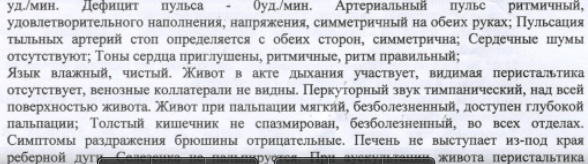 уд./мин. Дефицит пульса - 0уд./мин. Артериальный пульс ритмичный,
удовлетворительного наполнения, напряжения, симметричный на обеих руках; Пульсация
тыльных артерий стоп определяется с обеих сторон, симметрична; Сердечные шумы
отсутствуют; Тоны сердца приглушены, ритмичные, ритм правильный;
Язык влажный, чистый. Живот в акте дыхания участвует, видимая перистальтика
отсутствует, венозные коллатерали не видны. Перкуторный звук тимпанический, над всей
поверхностью живота. Живот при пальпации мягкий, безболезненный, доступен глубокой
пальпации; Толстый кишечник не спазмирован, безболезненный, во всех отделах.
Симптомы раздражения брюшины отрицательные. Печень не выступает из-под края
реберной дуги. Селезенка не пальпируется. При аускультации живота